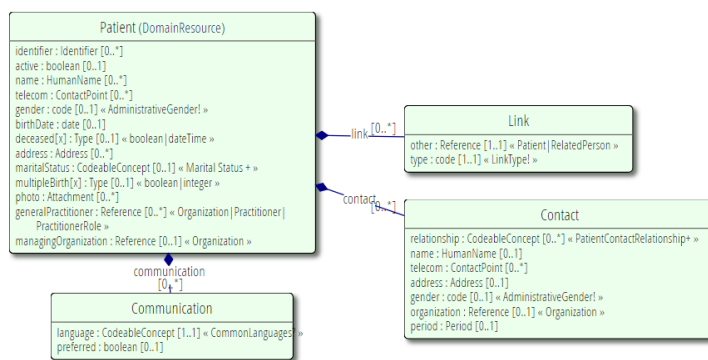 Patient (DomainResource)
identifier : Identifier [0..*]
active : boolean [0..1]
name : HumanName [0..*]
telecom : ContactPoint [0..*]
gender : code [0..1] « AdministrativeGender! »
birthDate : date [0..1]
deceased[x] : Type [0..1] « boolean|dateTime »
address : Address [0..*]
maritalStatus : CodeableConcept [0..1] « Marital Status + »
multipleBirth[x] : Type [0..1] « boolean|integer »
photo : Attachment [0..*]
generalPractitioner : Reference [0..*] « Organization|Practitioner|
PractitionerRole »
managingOrganization : Reference [0..1] « Organization »
link [0..*]
Link
other : Reference [1..1] « Patient|RelatedPerson »
type : code [1..1] « LinkType! »
contact
[0..*]
Contact
relationship : CodeableConcept [0..*] « PatientContactRelationship+ »
name : HumanName [0..1]
telecom : ContactPoint [0..*]
address : Address [0..1]
gender : code [0..1] « AdministrativeGender! »
organization : Reference [0..1] « Organization »
period : Period [0..1]
communication
[0..*]
Communication
language : CodeableConcept [1..1] « CommonLanguages! »
preferred : boolean [0..1]